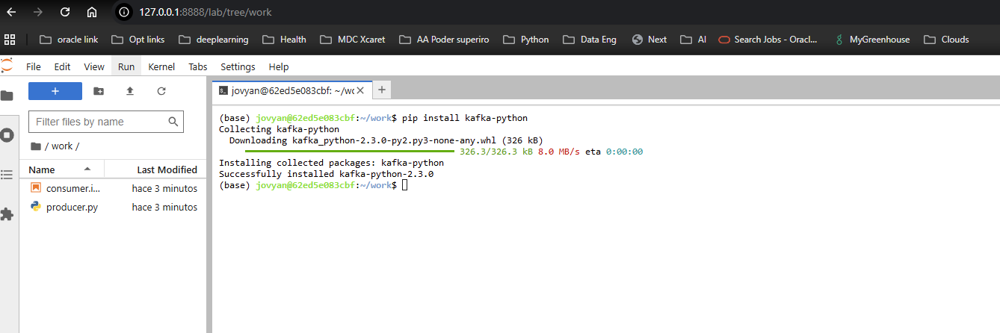 127.0.0.1:8888/lab/tree/work
oracle link Opt links deeplearning Health MDC Xcaret AA Poder superiro Python Data Eng Next AI Search Jobs - Oracl... MyGreenhouse Clouds
File Edit View Run Kernel Tabs Settings Help
jovyan@62ed5e083cbf: ~/wo
Filter files by name
/ work /
Name Last Modified
consumer.i... hace 3 minutos
producer.py hace 3 minutos
(base) jovyan@62ed5e083cbf:~/work$ pip install kafka-python
Collecting kafka-python
Downloading kafka_python-2.3.0-py2.py3-none-any.whl (326 kB)
326.3/326.3 kB 8.0 MB/s eta 0:00:00
Installing collected packages: kafka-python
Successfully installed kafka-python-2.3.0
(base) jovyan@62ed5e083cbf:~/work$